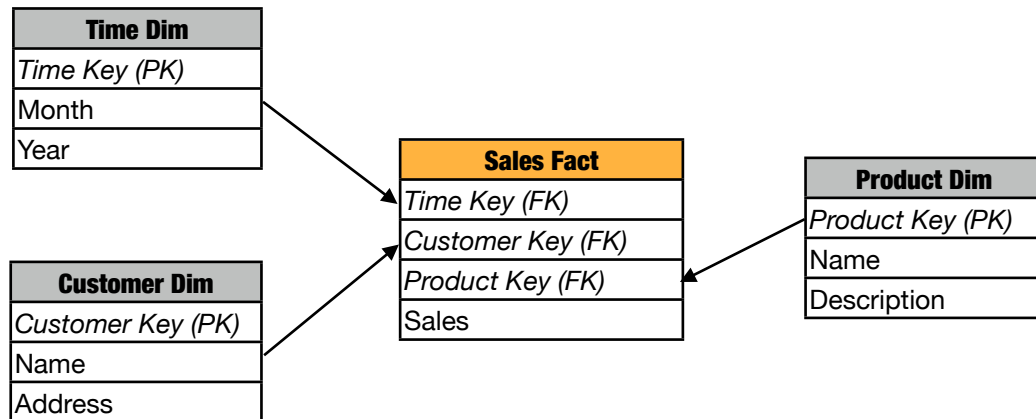 Time Dim
Time Key (PK)
Month
Year
Customer Dim
Customer Key (PK)
Name
Address
Sales Fact
Time Key (FK)
Customer Key (FK)
Product Key (FK)
Sales
Product Dim
Product Key (PK)
Name
Description